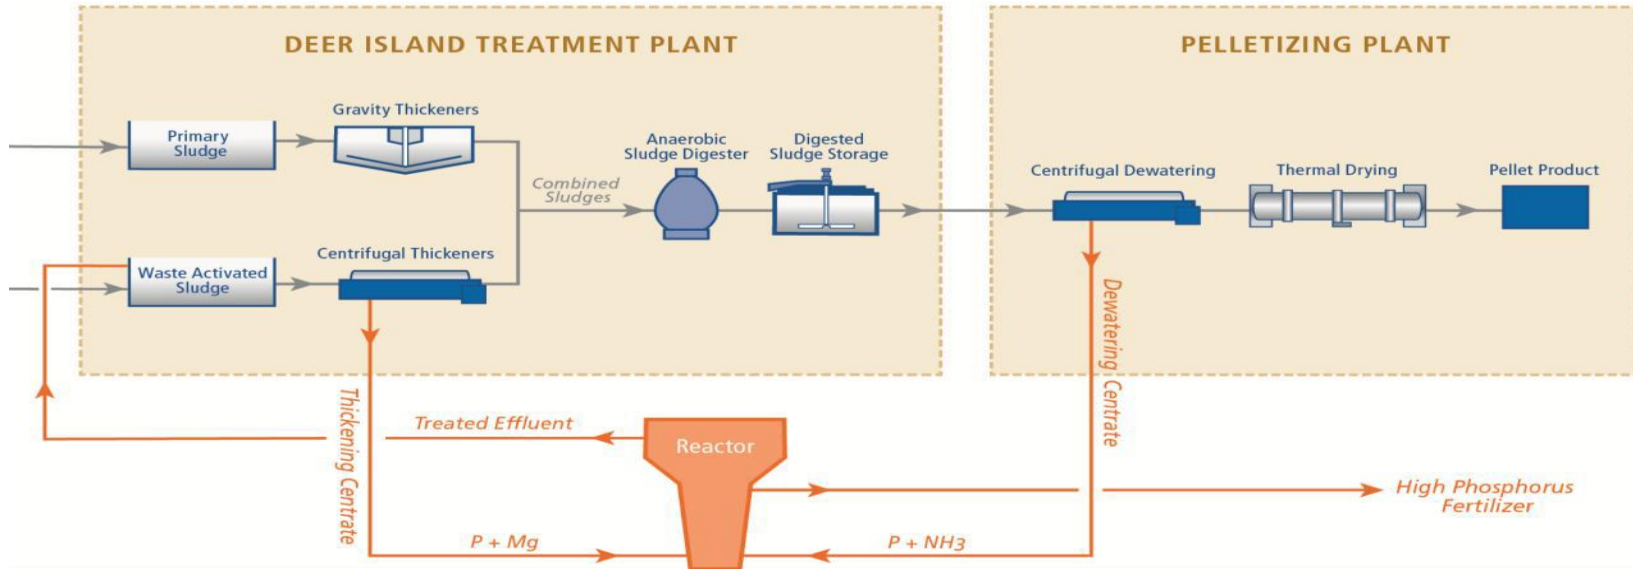 DEER ISLAND TREATMENT PLANT
PELLETIZING PLANT
Gravity Thickeners
Primary
Sludge
Anaerobic
Sludge Digester
Digested
Sludge Storage
Combined
Sludges
Centrifugal Dewatering
Thermal Drying
Pellet Product
Centrifugal Thickeners
Waste Activated
Sludge
Thickening Centrate
Dewatering Centrate
Treated Effluent
Reactor
High Phosphorus
Fertilizer
P + Mg
P + NH3